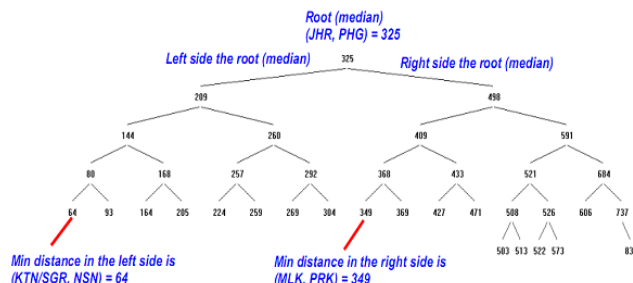 Root (median)
(JHR, PHG) = 325
Left side the root (median)
325
Right side the root (median)
209 498
144 260 409 591
80 168 257 292 368 433 521 684
64 93 164 205 224 259 269 304 349 369 427 471 508 526 606 737
503 513 522 573 83
Min distance in the left side is
(KTN/SGR, NSN) = 64
Min distance in the right side is
(MLK, PRK) = 349